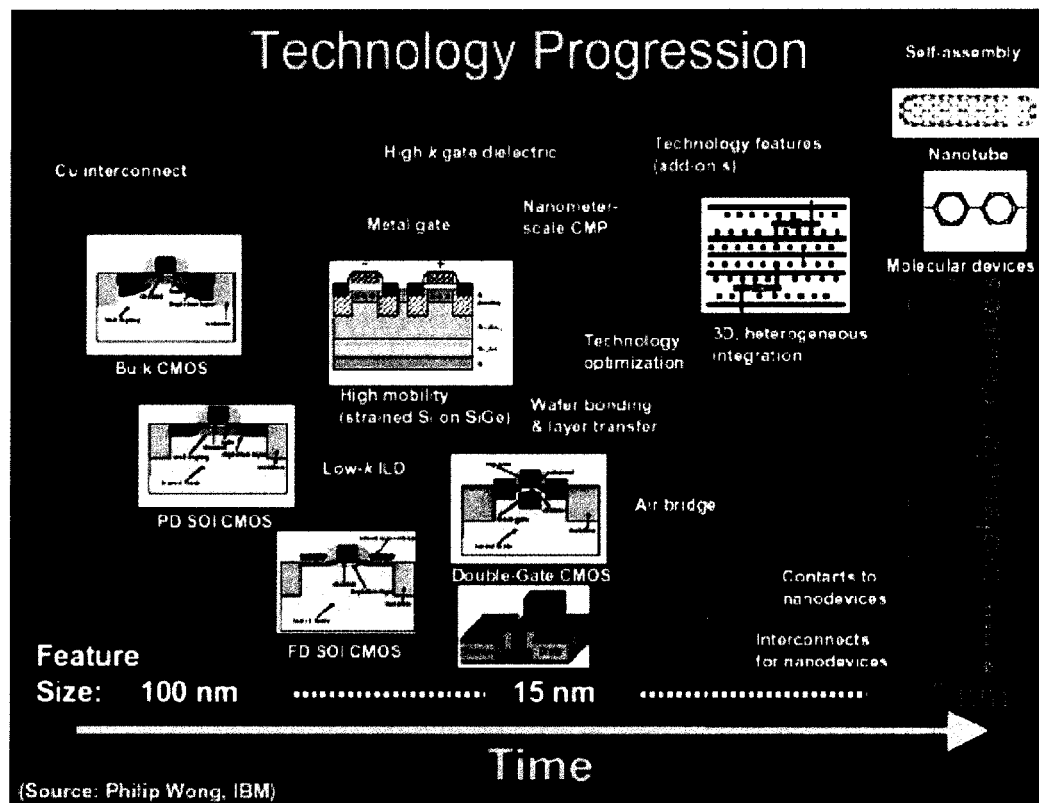 Technology Progression
Self-assembly
Cu interconnect
High k gate dielectric
Technology features
(add-ons)
Nanotube
Metal gate
Nanometer-
scale CMP
Molecular devices
Bulk CMOS
Technology
optimization
3D, heterogeneous
integration
High mobility
(strained Si on SiGe)
Wafer bonding
& layer transfer
Low-k ILD
PD SOI CMOS
Air bridge
Double-Gate CMOS
Contacts to
nanodevices
FD SOI CMOS
Interconnects
for nanodevices
Feature
Size: 100 nm 15 nm
Time
(Source: Philip Wong, IBM)